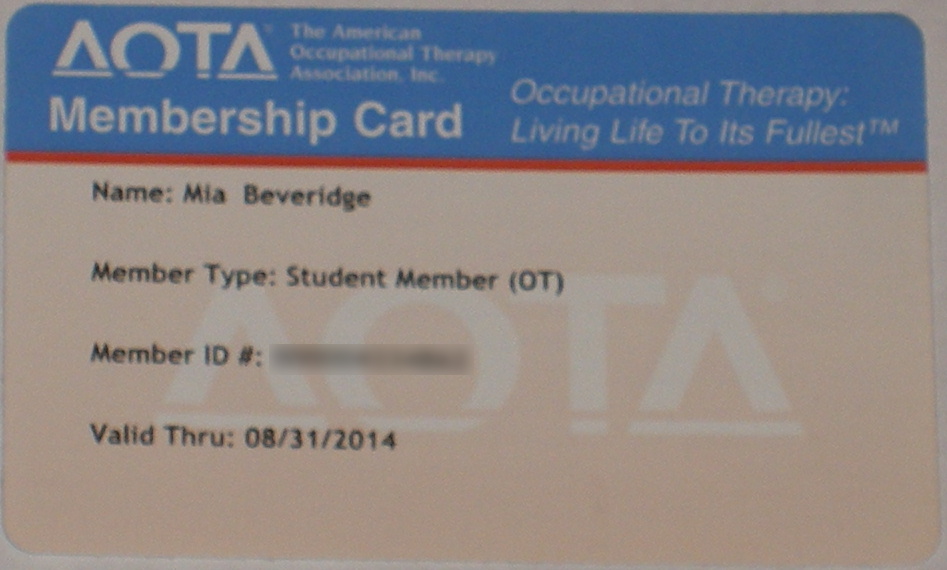 AOTA The American
Occupational Therapy
Association, Inc.
Membership Card
Occupational Therapy:
Living Life To Its Fullest™
Name: Mia Beveridge
Member Type: Student Member (OT)
Member ID #:
Valid Thru: 08/31/2014
AOTA